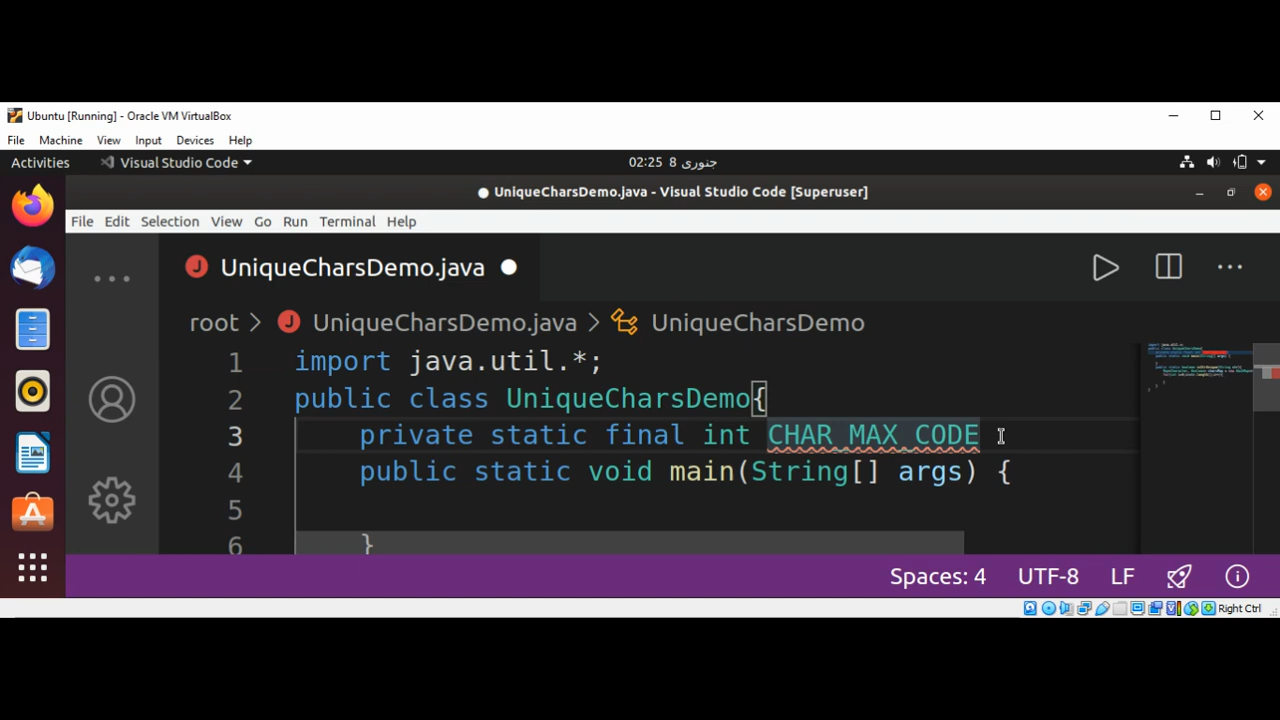 Ubuntu [Running] - Oracle VM VirtualBox
File Machine View Input Devices Help
Activities Visual Studio Code 02:25 8 جنوری
UniqueCharsDemo.java - Visual Studio Code [Superuser]
File Edit Selection View Go Run Terminal Help
UniqueCharsDemo.java
root > UniqueCharsDemo.java > UniqueCharsDemo
1 import java.util.*;
2 public class UniqueCharsDemo{
3 private static final int CHAR_MAX_CODE
4 public static void main(String[] args) {
5
6 }
Spaces: 4 UTF-8 LF
Right Ctrl